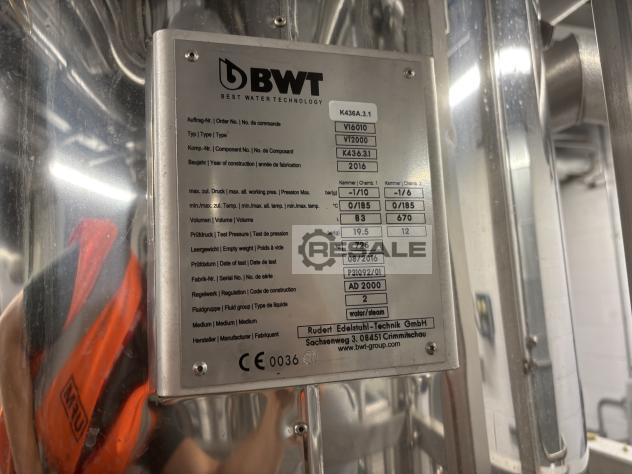 BWT
BEST WATER TECHNOLOGY
K436A.3.1
Auftrag-Nr. | Order No. | No. de commande V16010
Typ | Type | Type VT2000
Komp.-Nr. | Component No. | No. de Composant K436.3.1
Baujahr | Year of construction | année de fabrication 2016
Kammer | Chamb. 1 Kammer | Chamb. 2
max. zul. Druck | max. all. working pres. | Pression Max. bar(g) -1/10 -1/6
min./max. zul. Temp. | min./max. all. temp. | min./max. temp. °C 0/185 0/185
Volumen | Volume | Volume L 83 670
Prüfdruck | Test Pressure | Test de pression 19.5 12
Leergewicht | Empty weight | Poids à vide
Prüfdatum | Date of test | Date de test 08/2016
Fabrik-Nr. | Serial No. | No. de série P31092/01
Regelwerk | Regulation | Code de construction AD 2000
Fluidgruppe | Fluid group | Type de liquide 2
Medium | Medium | Medium water/steam
Hersteller | Manufacturer | Fabriquant Rudert Edelstahl-Technik GmbH
Sachsenweg 3, 08451 Crimmitschau
www.bwt-group.com
CE 0036
RESALE
MRU